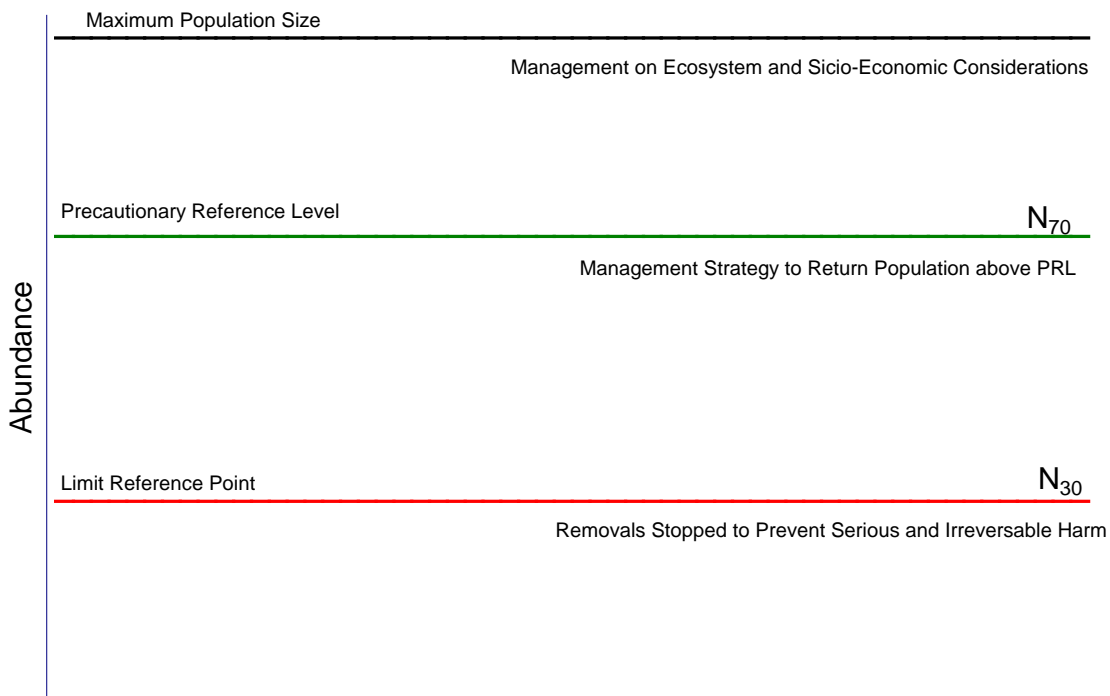 Maximum Population Size
Management on Ecosystem and Sicio-Economic Considerations
Precautionary Reference Level
N70
Management Strategy to Return Population above PRL
Abundance
Limit Reference Point
N30
Removals Stopped to Prevent Serious and Irreversable Harm